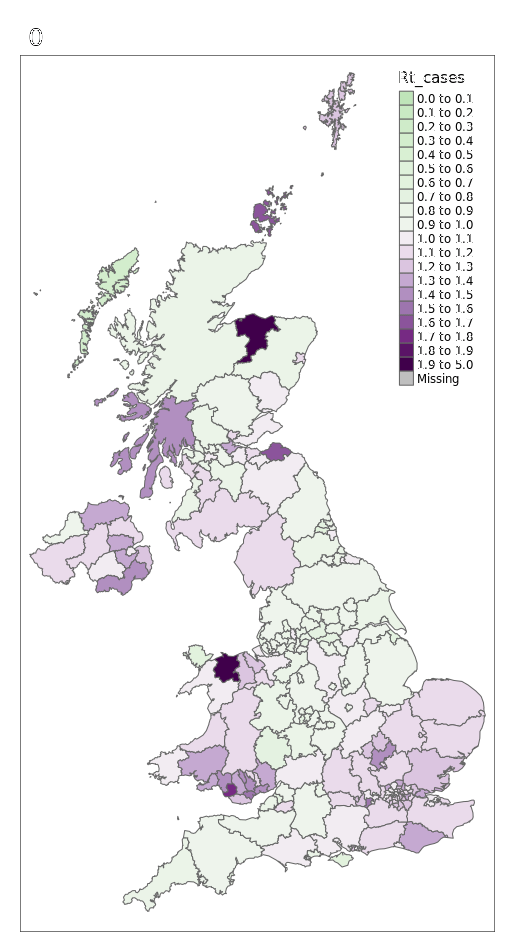 0
Rt_cases
0.0 to 0.1
0.1 to 0.2
0.2 to 0.3
0.3 to 0.4
0.4 to 0.5
0.5 to 0.6
0.6 to 0.7
0.7 to 0.8
0.8 to 0.9
0.9 to 1.0
1.0 to 1.1
1.1 to 1.2
1.2 to 1.3
1.3 to 1.4
1.4 to 1.5
1.5 to 1.6
1.6 to 1.7
1.7 to 1.8
1.8 to 1.9
1.9 to 5.0
Missing